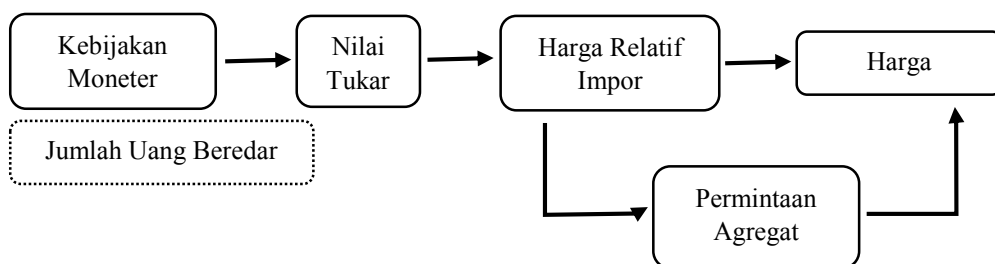 Kebijakan
Moneter
Nilai
Tukar
Harga Relatif
Impor
Harga
Jumlah Uang Beredar
Permintaan
Agregat